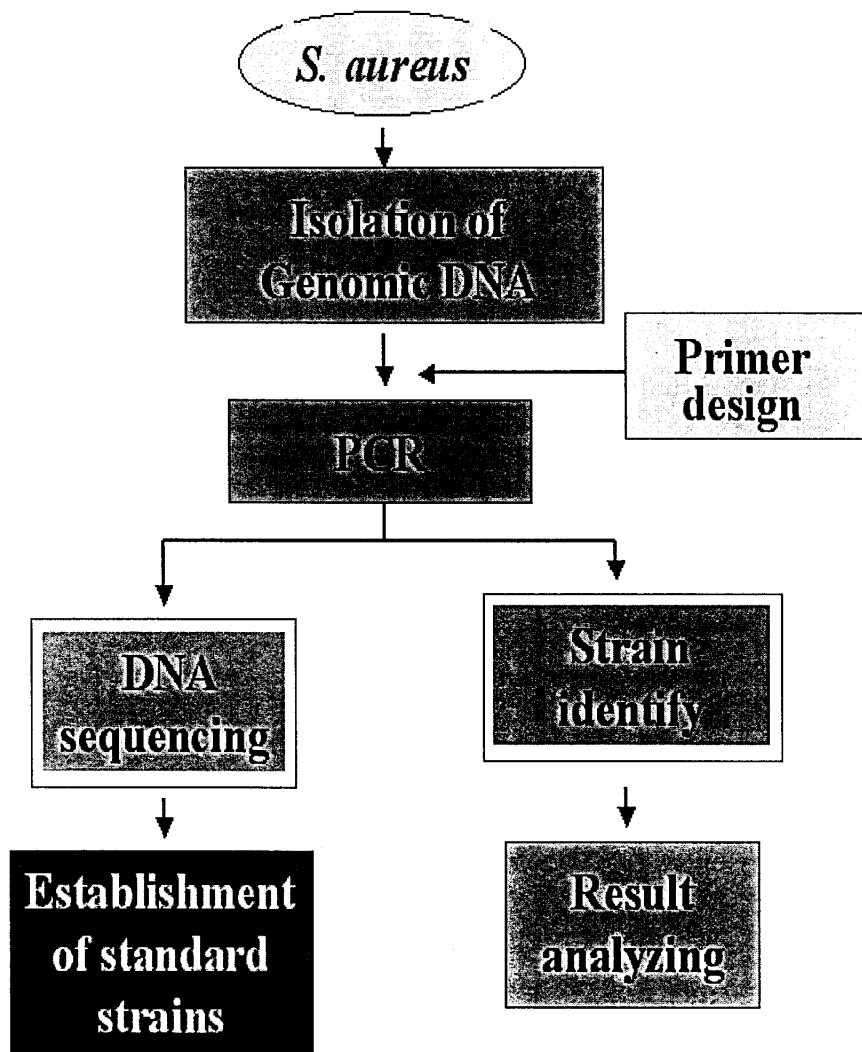 S. aureus
Isolation of
Genomic DNA
Primer
design
PCR
DNA
sequencing
Strain
identify
Establishment
of standard
strains
Result
analyzing